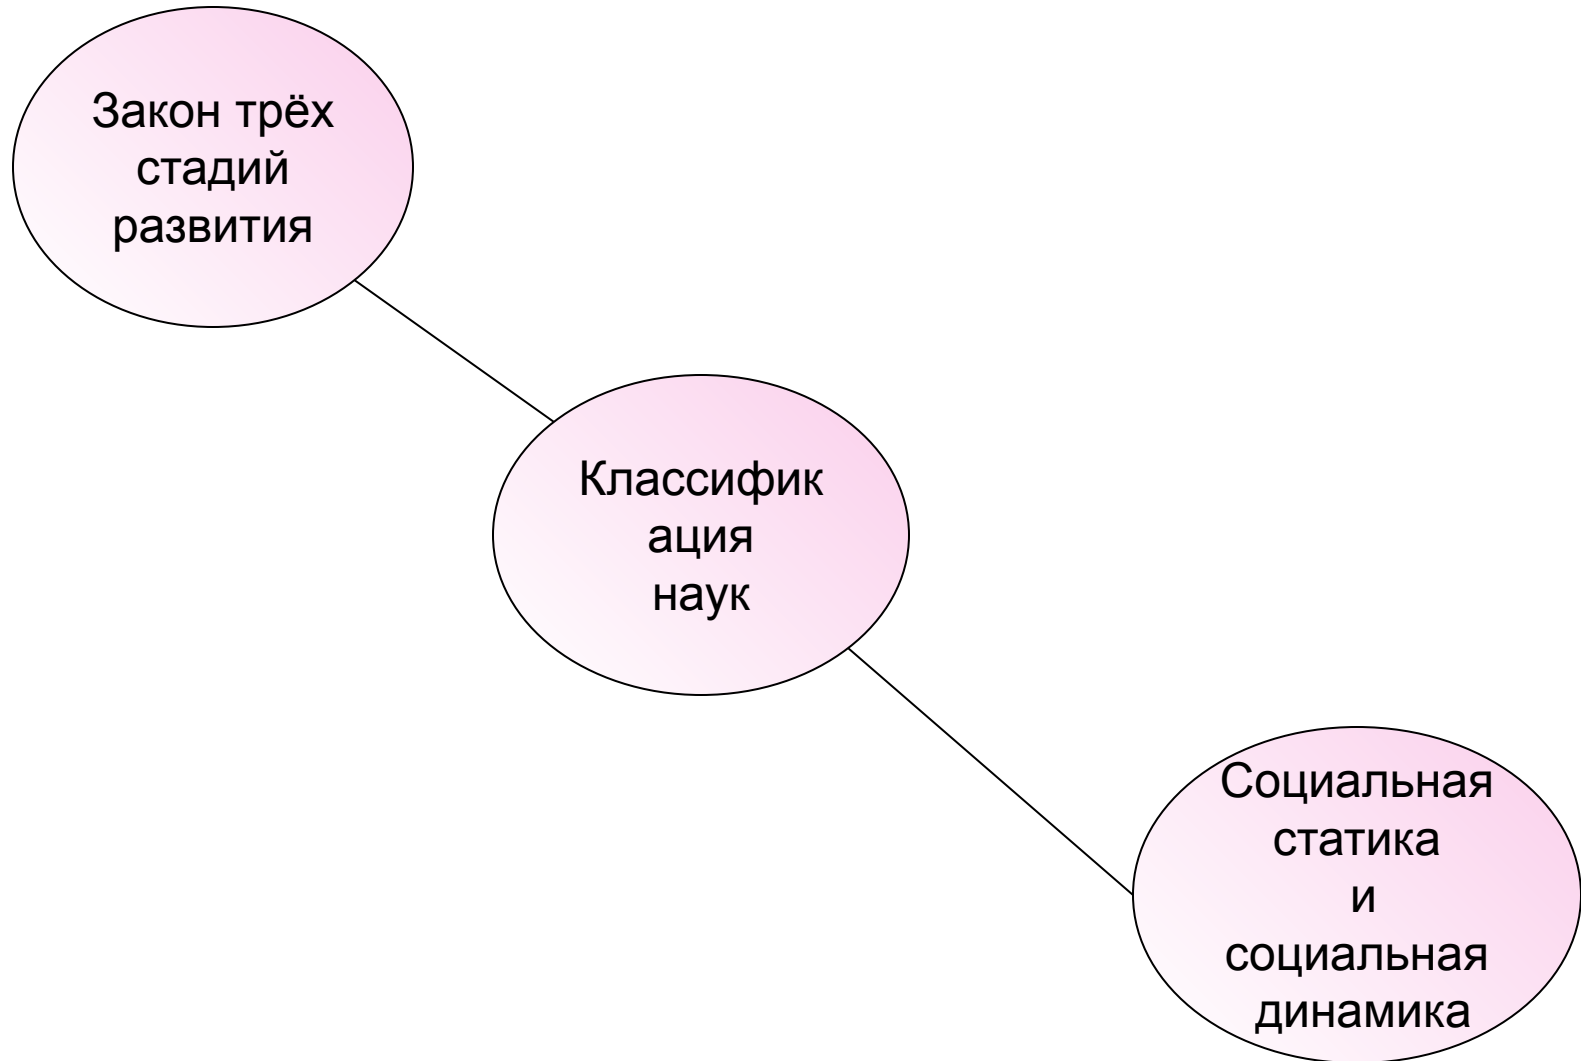 Закон трёх
стадий
развития
Классифик
ация
наук
Социальная
статика
и
социальная
динамика